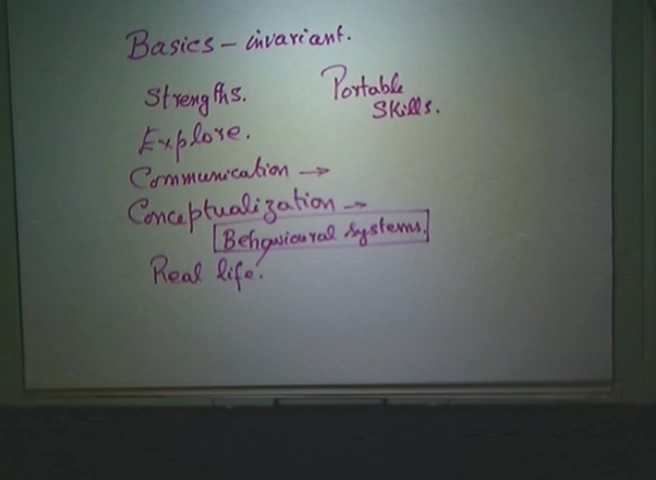 Basics – invariant.
Strengths.
Portable
Skills.
Explore.
Communication →
Conceptualization →
Behavioural systems.
Real life.